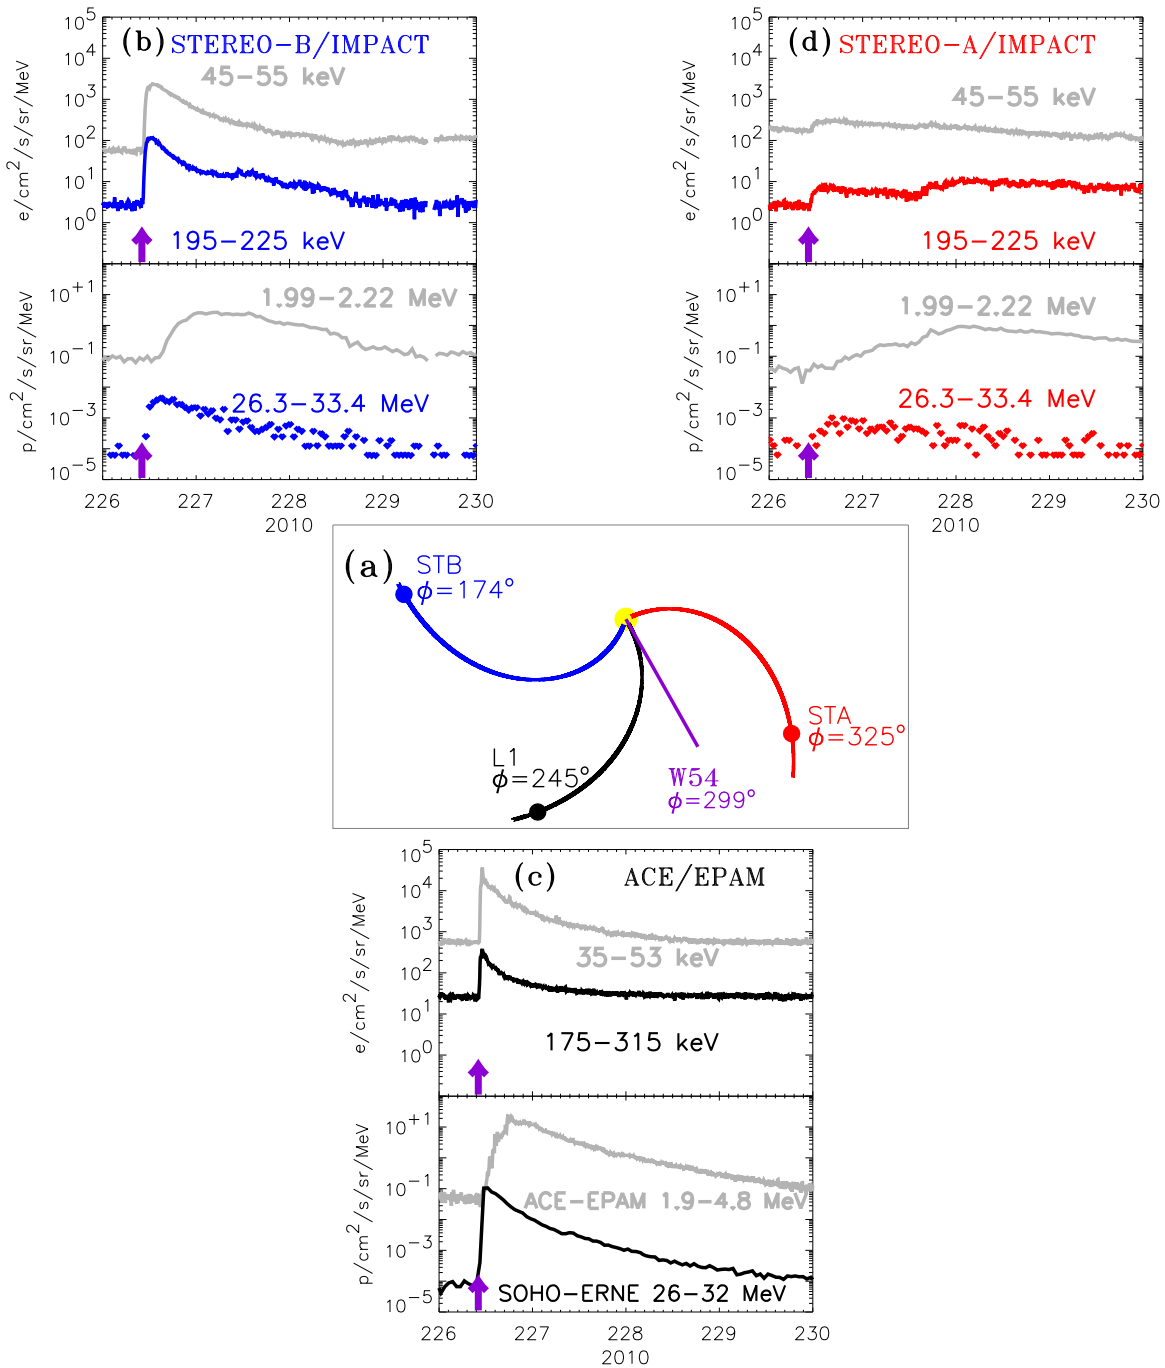 (b) STEREO−B/IMPACT
45−55 keV
195−225 keV
e/cm²/s/sr/MeV
10⁵
10⁴
10³
10²
10¹
10⁰
1.99−2.22 MeV
26.3−33.4 MeV
p/cm²/s/sr/MeV
10⁺¹
10⁻¹
10⁻³
10⁻⁵
226 227 228 229 230
2010
(d) STEREO−A/IMPACT
45−55 keV
195−225 keV
e/cm²/s/sr/MeV
10⁵
10⁴
10³
10²
10¹
10⁰
1.99−2.22 MeV
26.3−33.4 MeV
p/cm²/s/sr/MeV
10⁺¹
10⁻¹
10⁻³
10⁻⁵
226 227 228 229 230
2010
(a)
STB
ϕ=174°
STA
ϕ=325°
L1
ϕ=245°
W54
ϕ=299°
(c) ACE/EPAM
35−53 keV
175−315 keV
e/cm²/s/sr/MeV
10⁵
10⁴
10³
10²
10¹
10⁰
ACE−EPAM 1.9−4.8 MeV
SOHO−ERNE 26−32 MeV
p/cm²/s/sr/MeV
10⁺¹
10⁻¹
10⁻³
10⁻⁵
226 227 228 229 230
2010